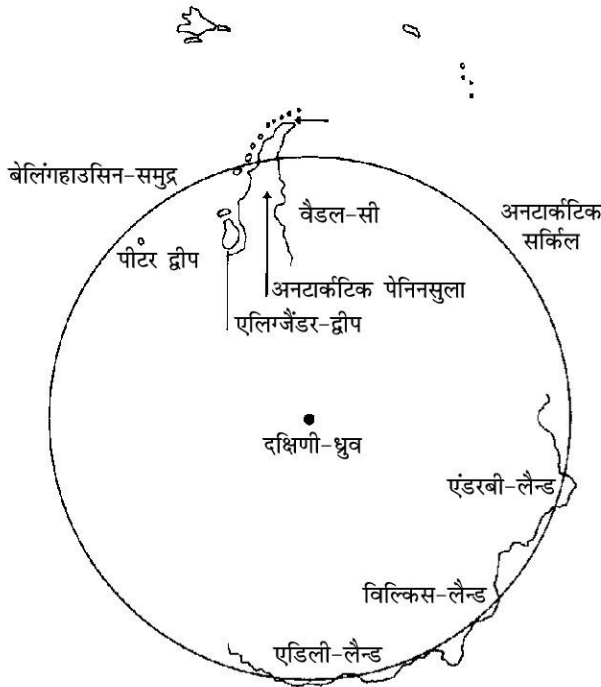 बेलिंगहाउसिन-समुद्र
वैडल-सी
अनटार्कटिक
सर्किल
पीटर द्वीप
अनटार्कटिक पेनिनसुला
एलिग्जैंडर-द्वीप
दक्षिणी-ध्रुव
एंडरबी-लैन्ड
विल्किस-लैन्ड
एडिली-लैन्ड